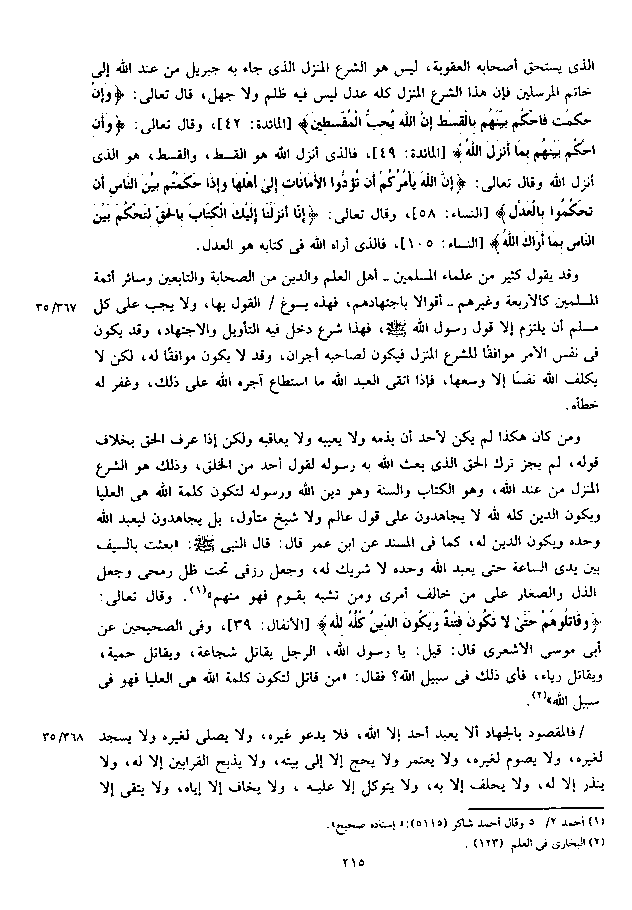 الذى يستحق أصحابه العقوبة، ليس هو الشرع المنزل الذى جاء به جبريل من عند الله إلى
خاتم المرسلين فإن هذا الشرع المنزل كله عدل ليس فيه ظلم ولا جهل، قال تعالى: ﴿وَإِنْ
حكَمْتَ فَاحْكُم بَيْنَهُم بِالْقِسْطِ إِنَّ اللَّهَ يُحِبُّ الْمُقْسِطِينَ﴾ [المائدة: ٤٢]، وقال تعالى: ﴿وَأَنِ
احْكُم بَيْنَهُم بِمَا أَنزَلَ اللَّهُ﴾ [المائدة: ٤٩]، فالذى أنزل الله هو القسط، والقسط، هو الذى
أنزل الله وقال تعالى: ﴿إِنَّ اللَّهَ يَأْمُرُكُمْ أَن تُؤَدُّوا الأَمَانَاتِ إِلَىٰ أَهْلِهَا وَإِذَا حَكَمْتُم بَيْنَ النَّاسِ أَن
تَحْكُمُوا بِالْعَدْلِ﴾ [النساء: ٥٨]، وقال تعالى: ﴿إِنَّا أَنزَلْنَا إِلَيْكَ الْكِتَابَ بِالْحَقِّ لِتَحْكُمَ بَيْنَ
النَّاسِ بِمَا أَرَاكَ اللَّهُ﴾ [النساء: ١٠٥]، فالذى أراه الله فى كتابه هو العدل.
وقد يقول كثير من علماء المسلمين ـ أهل العلم والدين من الصحابة والتابعين وسائر أئمة
المسلمين كالأربعة وغيرهم ـ أقوالا باجتهادهم، فهذه يسوغ / القول بها، ولا يجب على كل ٣٥/٣٦٧
مسلم أن يلتزم إلا قول رسول الله ﷺ، فهذا شرع دخل فيه التأويل والاجتهاد، وقد يكون
فى نفس الأمر موافقًا للشرع المنزل فيكون لصاحبه أجران، وقد لا يكون موافقًا له، لكن لا
يكلف الله نفسًا إلا وسعها، فإذا اتقى العبد الله ما استطاع آجره الله على ذلك، وغفر له
خطأه.
ومن كان هكذا لم يكن لأحد أن يذمه ولا يعيبه ولا يعاقبه ولكن إذا عرف الحق بخلاف
قوله، لم يجز ترك الحق الذى بعث الله به رسوله لقول أحد من الخلق، وذلك هو الشرع
المنزل من عند الله، وهو الكتاب والسنة وهو دين الله ورسوله لتكون كلمة الله هى العليا
ويكون الدين كله لله لا يجاهدون على قول عالم ولا شيخ متأول، بل يجاهدون ليعبد الله
وحده ويكون الدين له، كما فى المسند عن ابن عمر قال: قال النبى ﷺ: «بعثت بالسيف
بين يدى الساعة حتى يعبد الله وحده لا شريك له، وجعل رزقى تحت ظل رمحى وجعل
الذل والصغار على من خالف أمرى ومن تشبه بقوم فهو منهم»(١). وقال تعالى:
﴿وَقَاتِلُوهُمْ حَتَّىٰ لا تَكُونَ فِتْنَةٌ وَيَكُونَ الدِّينُ كُلُّهُ لِلَّهِ﴾ [الأنفال: ٣٩]، وفى الصحيحين عن
أبى موسى الأشعرى قال: قيل: يا رسول الله، الرجل يقاتل شجاعة، ويقاتل حمية،
ويقاتل رياء، فأى ذلك فى سبيل الله؟ فقال: «من قاتل لتكون كلمة الله هى العليا فهو فى
سبيل الله»(٢).
/ فالمقصود بالجهاد ألا يعبد أحد إلا الله، فلا يدعو غيره، ولا يصلى لغيره ولا يسجد ٣٥/٣٦٨
لغيره، ولا يصوم لغيره، ولا يعتمر ولا يحج إلا إلى بيته، ولا يذبح القرابين إلا له، ولا
ينذر إلا له، ولا يحلف إلا به، ولا يتوكل إلا عليه ، ولا يخاف إلا إياه، ولا يتقى إلا
(١) أحمد ٢/ ٥ وقال أحمد شاكر (٥١١٥): «إسناده صحيح».
(٢) البخارى فى العلم (١٢٣) .
٢١٥